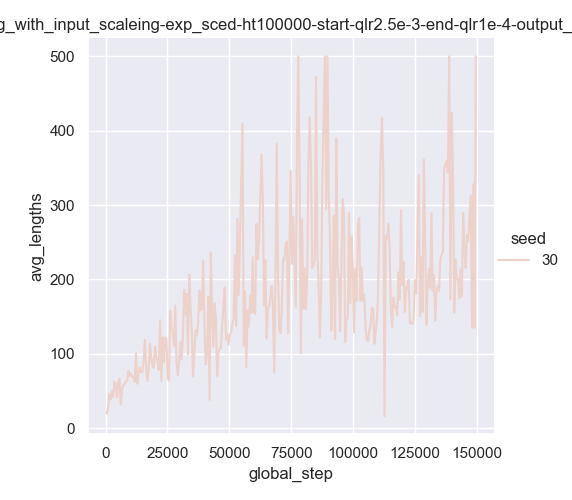 g_with_input_scaleing-exp_sced-ht100000-start-qlr2.5e-3-end-qlr1e-4-output_
500
400
300
200
100
0
avg_lengths
0 25000 50000 75000 100000 125000 150000
global_step
seed
30